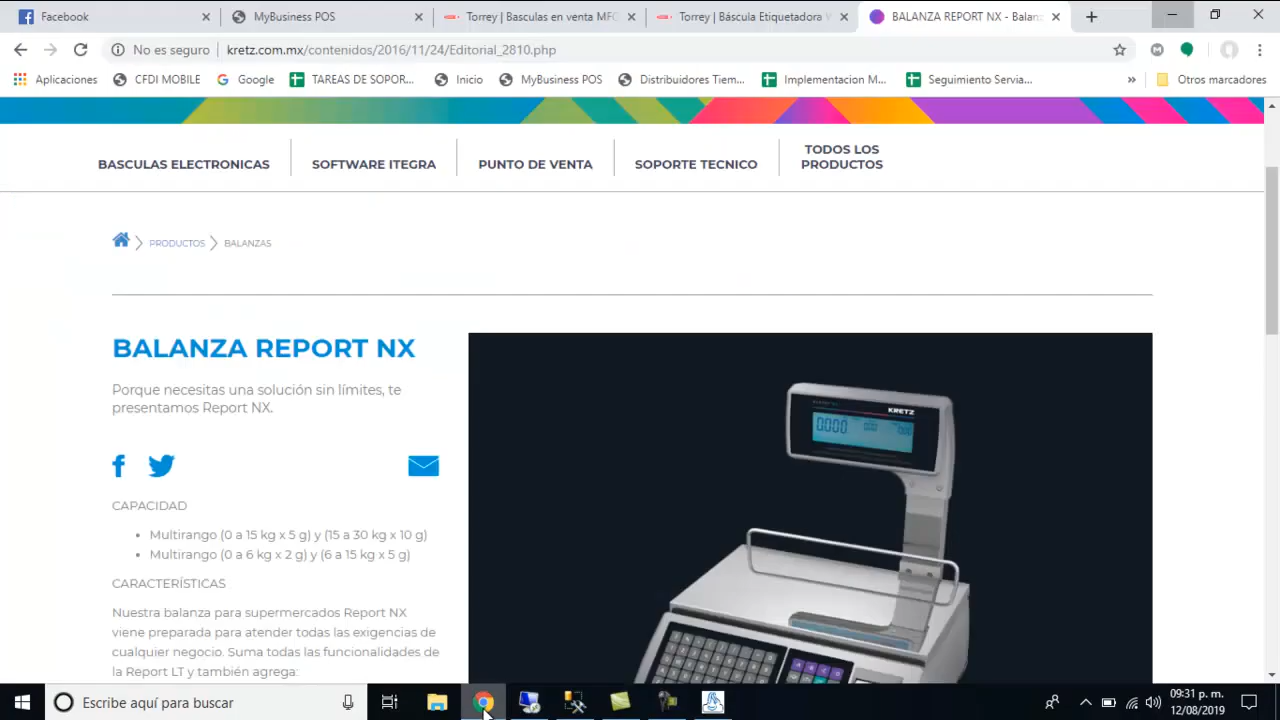 Facebook
MyBusiness POS
Torrey | Basculas en venta MFC
Torrey | Báscula Etiquetadora
BALANZA REPORT NX - Balan
No es seguro
kretz.com.mx/contenidos/2016/11/24/Editorial_2810.php
Aplicaciones
CFDI MOBILE
Google
TAREAS DE SOPOR...
Inicio
MyBusiness POS
Distribuidores Tiem...
Implementacion M...
Seguimiento Servia...
Otros marcadores
BASCULAS ELECTRONICAS
SOFTWARE ITEGRA
PUNTO DE VENTA
SOPORTE TECNICO
TODOS LOS
PRODUCTOS
PRODUCTOS
BALANZAS
BALANZA REPORT NX
Porque necesitas una solución sin límites, te
presentamos Report NX.
CAPACIDAD
Multirango (0 a 15 kg x 5 g) y (15 a 30 kg x 10 g)
Multirango (0 a 6 kg x 2 g) y (6 a 15 kg x 5 g)
CARACTERÍSTICAS
Nuestra balanza para supermercados Report NX
viene preparada para atender todas las exigencias de
cualquier negocio. Suma todas las funcionalidades de
la Report LT y también agrega:
KRETZ
0.000
Escribe aquí para buscar
09:31 p. m.
12/08/2019